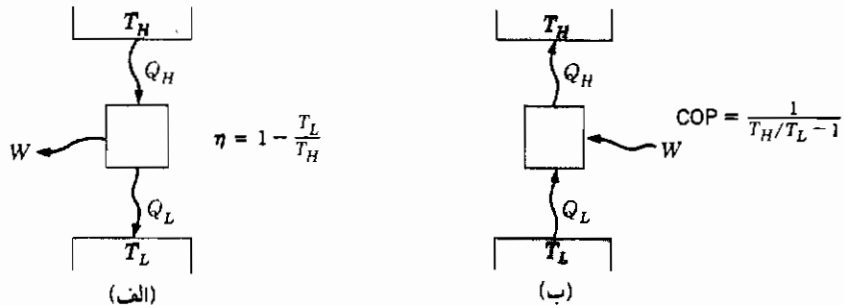 T_H
Q_H
W
η = 1 − T_L/T_H
Q_L
T_L
(الف)
T_H
Q_H
COP = 1/(T_H/T_L − 1)
W
Q_L
T_L
(ب)